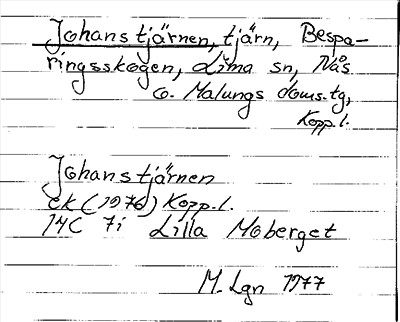 Johanstjärnen, tjärn, Bespa-
ringsskogen, Lima sn, Nås
o. Malungs doms.tg,
Kopp.l.
Johanstjärnen
ek (1976) Kopp.l.
14C 7i Lilla Moberget
M. Lgn 1977